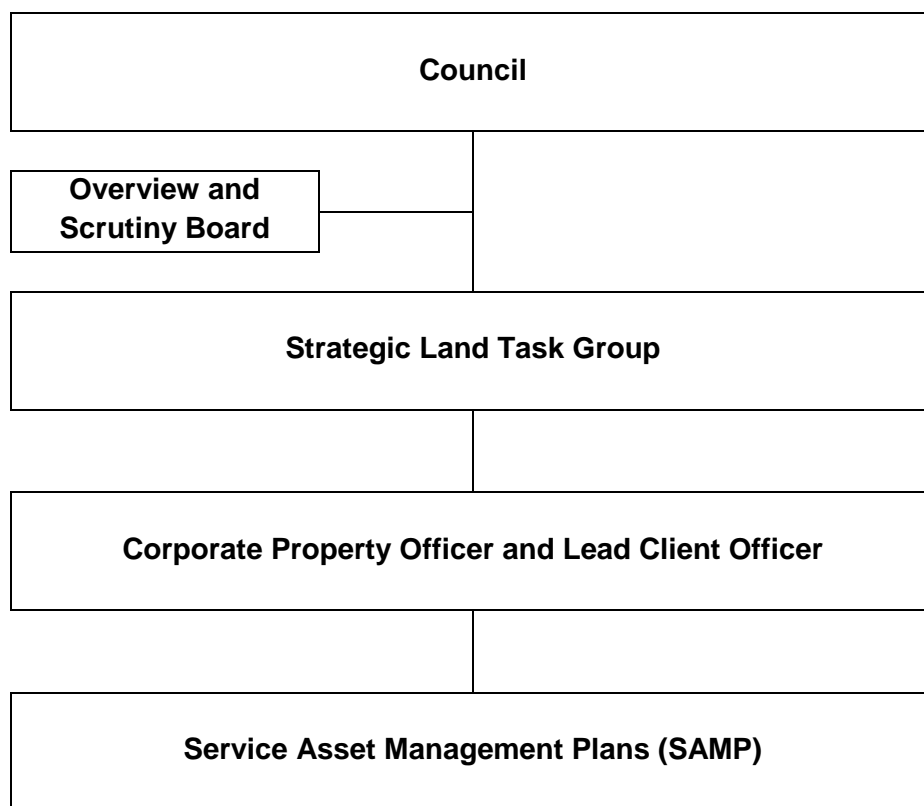 Council
Overview and
Scrutiny Board
Strategic Land Task Group
Corporate Property Officer and Lead Client Officer
Service Asset Management Plans (SAMP)